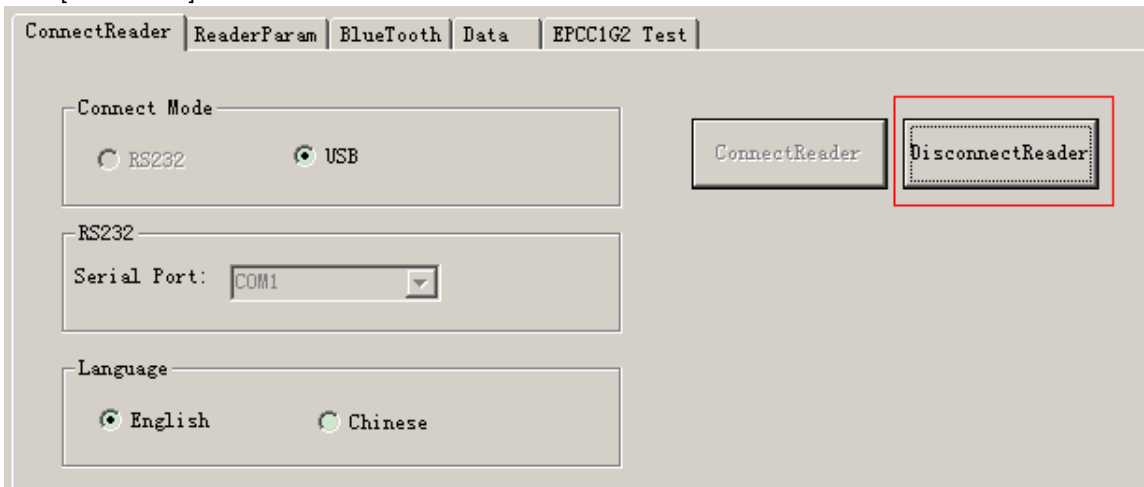 ConnectReader ReaderParam BlueTooth Data EPCC1G2 Test
Connect Mode
RS232 USB
ConnectReader DisconnectReader
RS232
Serial Port: COM1
Language
English Chinese